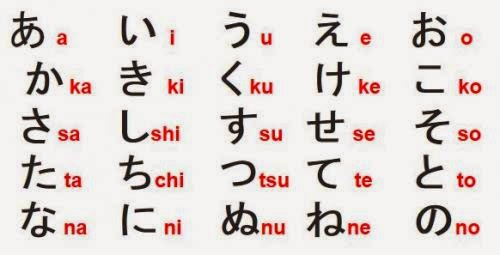 あ a い i う u え e お o
か ka き ki く ku け ke こ ko
さ sa し shi す su せ se そ so
た ta ち chi つ tsu て te と to
な na に ni ぬ nu ね ne の no